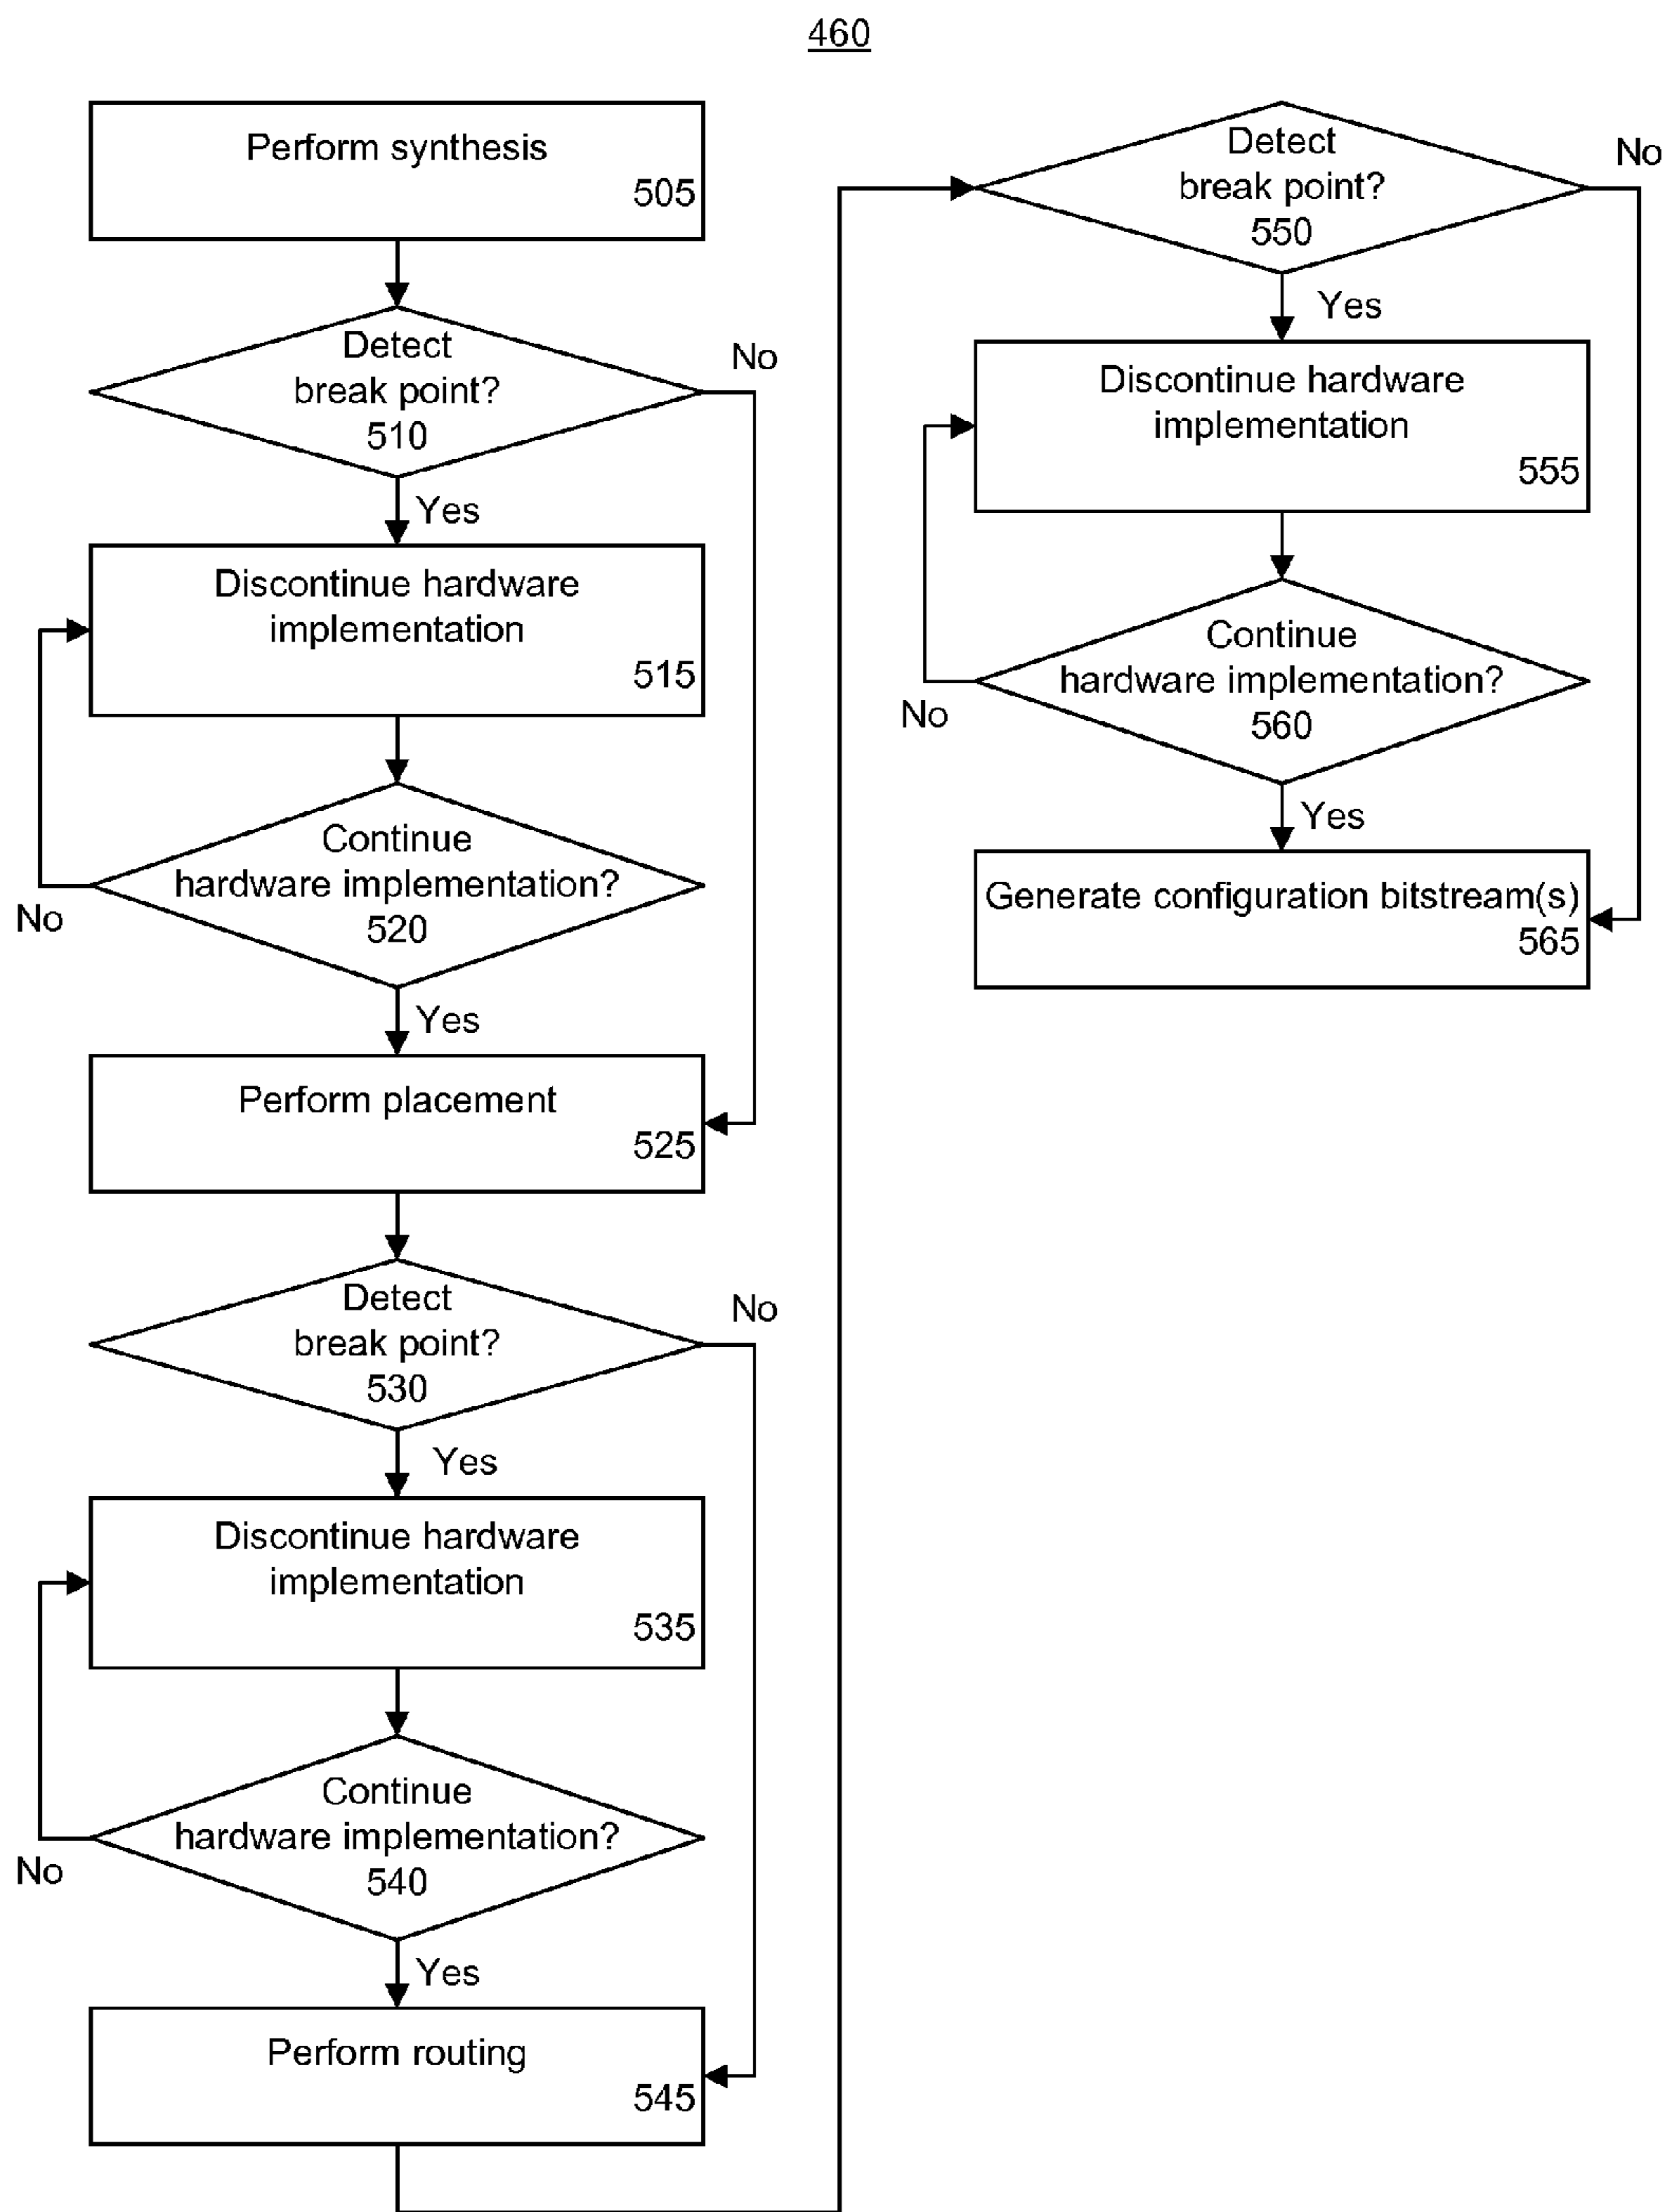 460
Perform synthesis
505
Detect
break point?
510
No
Yes
Discontinue hardware
implementation
515
Continue
hardware implementation?
520
No
Yes
Perform placement
525
Detect
break point?
530
No
Yes
Discontinue hardware
implementation
535
Continue
hardware implementation?
540
No
Yes
Perform routing
545
Detect
break point?
550
No
Yes
Discontinue hardware
implementation
555
Continue
hardware implementation?
560
No
Yes
Generate configuration bitstream(s)
565